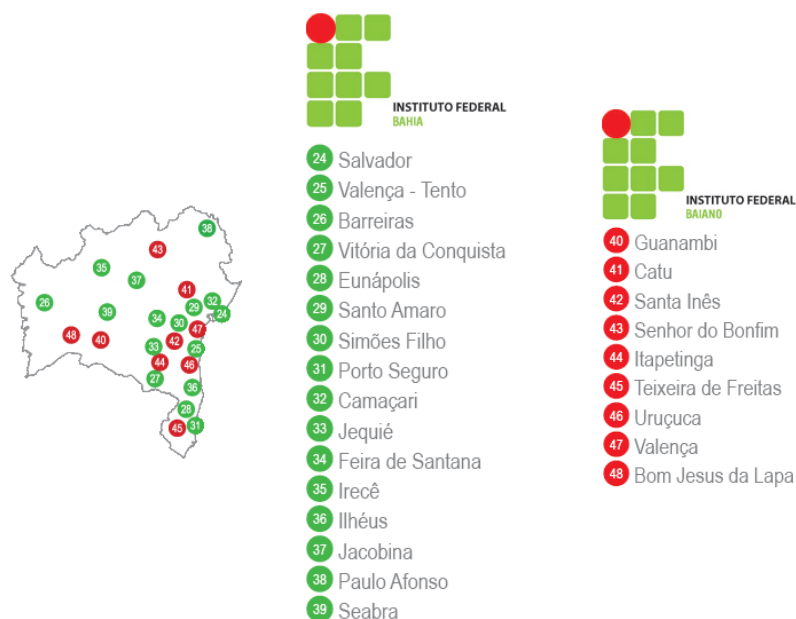 INSTITUTO FEDERAL
BAHIA
24 Salvador
25 Valença - Tento
26 Barreiras
27 Vitória da Conquista
28 Eunápolis
29 Santo Amaro
30 Simões Filho
31 Porto Seguro
32 Camaçari
33 Jequié
34 Feira de Santana
35 Irecê
36 Ilhéus
37 Jacobina
38 Paulo Afonso
39 Seabra
INSTITUTO FEDERAL
BAIANO
40 Guanambi
41 Catu
42 Santa Inês
43 Senhor do Bonfim
44 Itapetinga
45 Teixeira de Freitas
46 Uruçuca
47 Valença
48 Bom Jesus da Lapa
38
43
35
37
41
26
32
39
29
24
34
30
47
48
40
42
33
25
44
46
27
36
28
45
31